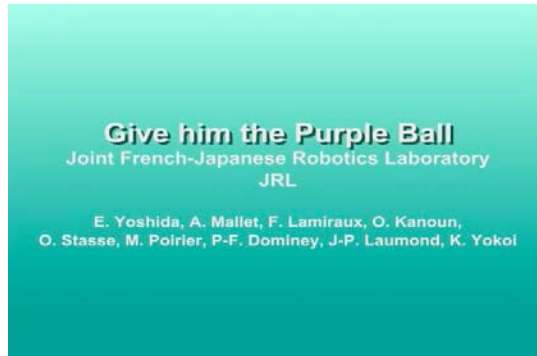 Give him the Purple Ball
Joint French-Japanese Robotics Laboratory
JRL
E. Yoshida, A. Mallet, F. Lamiraux, O. Kanoun,
O. Stasse, M. Poirier, P-F. Dominey, J-P. Laumond, K. Yokoi